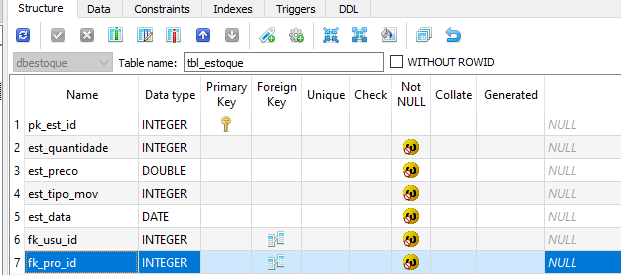 Structure Data Constraints Indexes Triggers DDL
dbestoque Table name: tbl_estoque WITHOUT ROWID
Name Data type Primary Key Foreign Key Unique Check Not NULL Collate Generated
1 pk_est_id INTEGER NULL
2 est_quantidade INTEGER NULL
3 est_preco DOUBLE NULL
4 est_tipo_mov INTEGER NULL
5 est_data DATE NULL
6 fk_usu_id INTEGER NULL
7 fk_pro_id INTEGER NULL